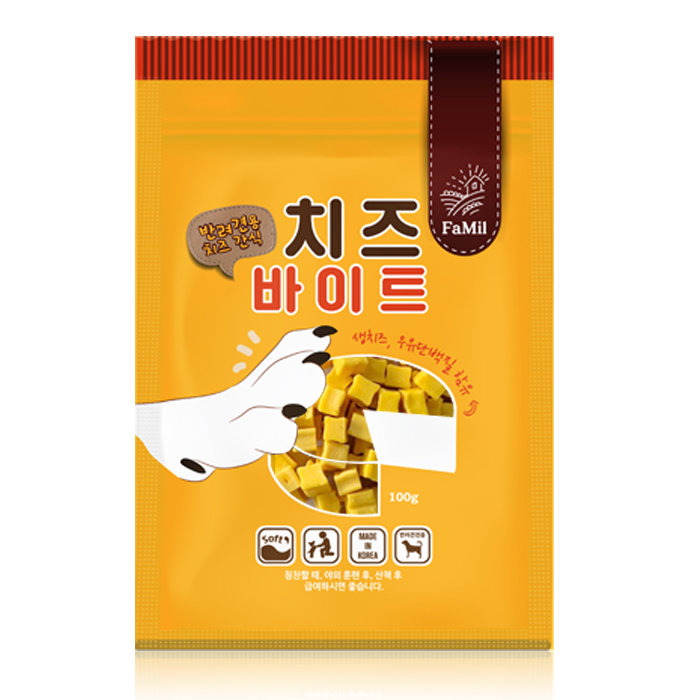 FaMil
반려견용
치즈 간식
치즈
바이트
생치즈, 우유단백질 함유
100g
Soft
MADE
IN
KOREA
반려견전용
칭찬할 때, 야외 훈련 후, 산책 후
급여하시면 좋습니다.